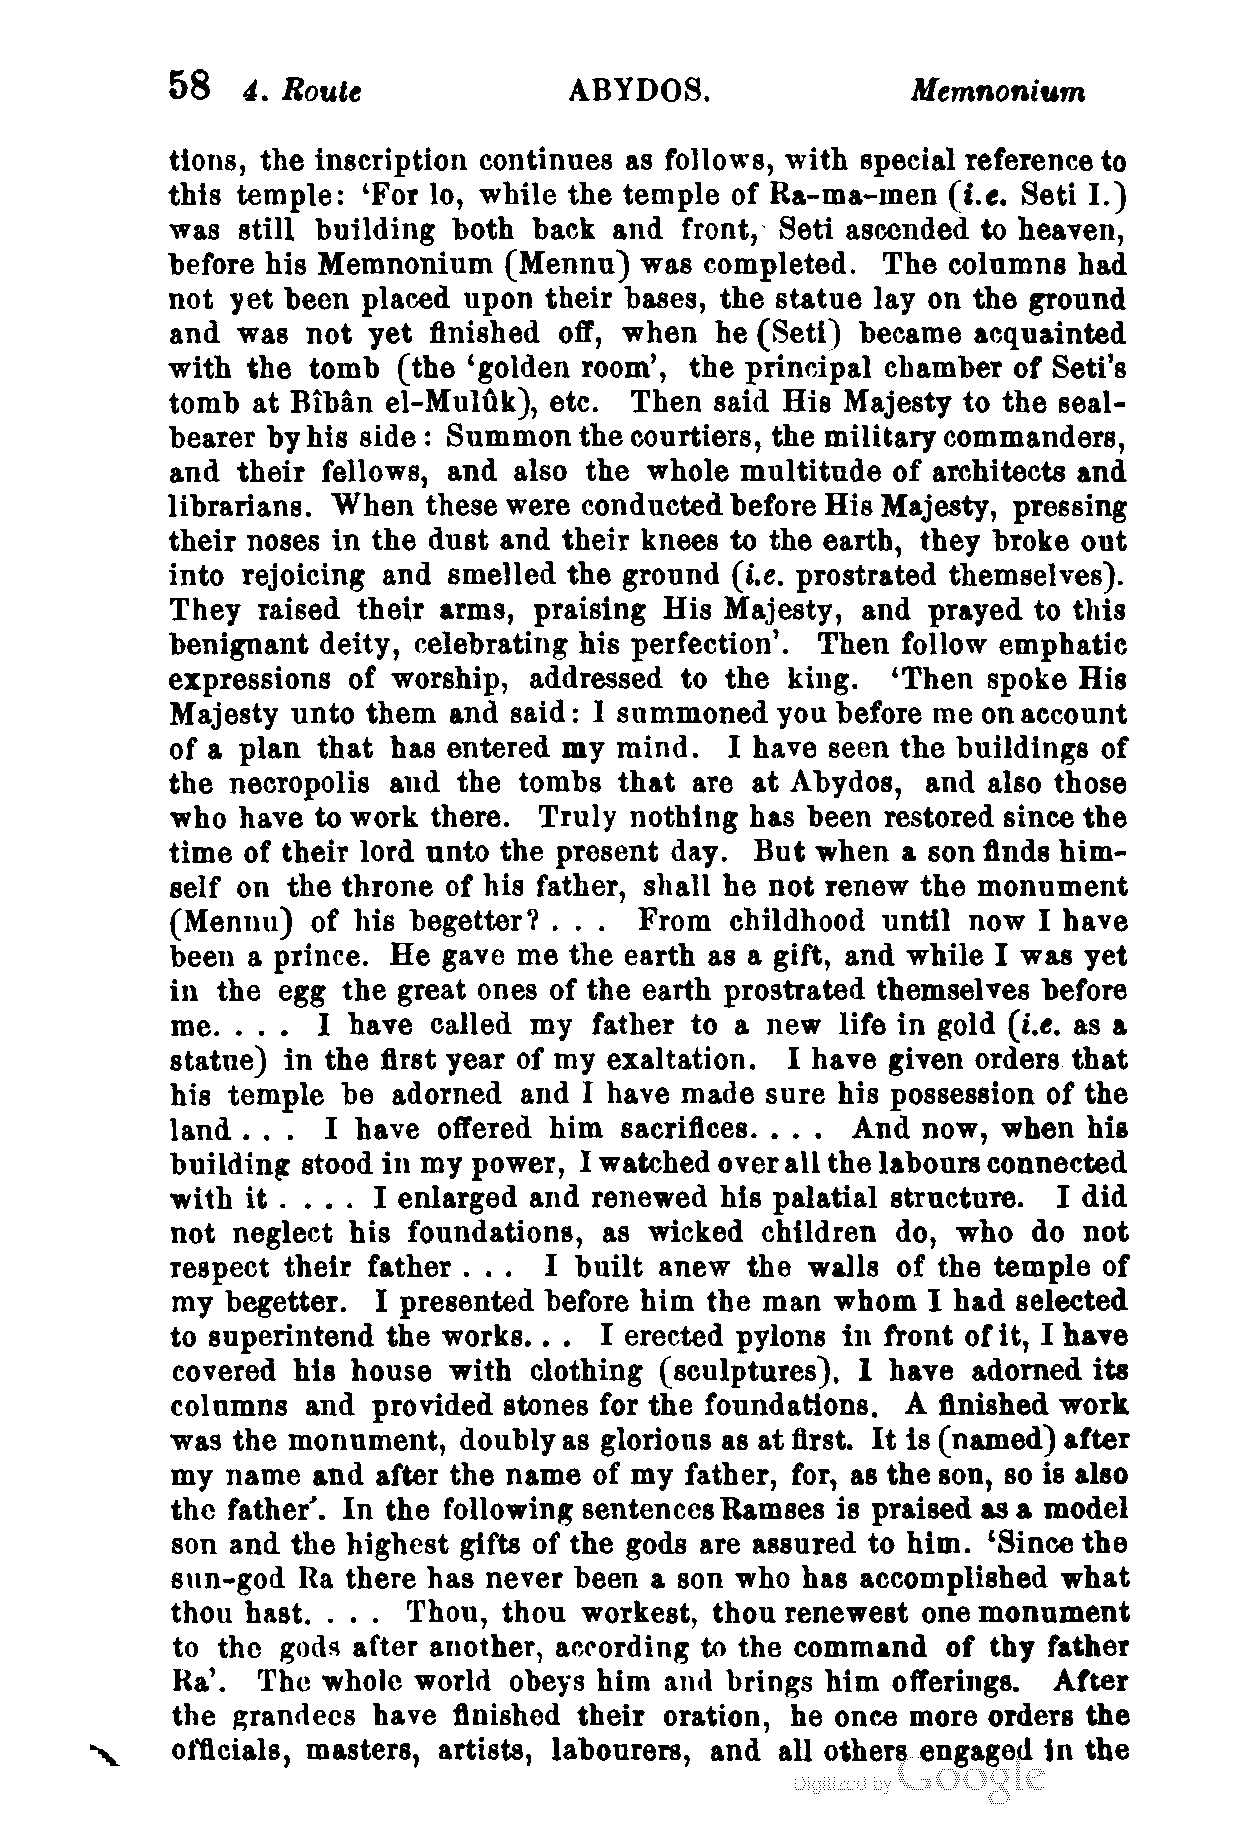 58 4. Route ABYDOS. Memnonium
tions, the inscription continues as follows, with special reference to
this temple: ‘For lo, while the temple of Ra-ma-men (i.e. Seti I.)
was still building both back and front, Seti ascended to heaven,
before his Memnonium (Mennu) was completed. The columns had
not yet been placed upon their bases, the statue lay on the ground
and was not yet finished off, when he (Seti) became acquainted
with the tomb (the ‘golden room’, the principal chamber of Seti’s
tomb at Bîbân el-Mulûk), etc. Then said His Majesty to the seal-
bearer by his side: Summon the courtiers, the military commanders,
and their fellows, and also the whole multitude of architects and
librarians. When these were conducted before His Majesty, pressing
their noses in the dust and their knees to the earth, they broke out
into rejoicing and smelled the ground (i.e. prostrated themselves).
They raised their arms, praising His Majesty, and prayed to this
benignant deity, celebrating his perfection’. Then follow emphatic
expressions of worship, addressed to the king. ‘Then spoke His
Majesty unto them and said: I summoned you before me on account
of a plan that has entered my mind. I have seen the buildings of
the necropolis and the tombs that are at Abydos, and also those
who have to work there. Truly nothing has been restored since the
time of their lord unto the present day. But when a son finds him-
self on the throne of his father, shall he not renew the monument
(Mennu) of his begetter? . . . From childhood until now I have
been a prince. He gave me the earth as a gift, and while I was yet
in the egg the great ones of the earth prostrated themselves before
me. . . . I have called my father to a new life in gold (i.e. as a
statue) in the first year of my exaltation. I have given orders that
his temple be adorned and I have made sure his possession of the
land . . . I have offered him sacrifices. . . . And now, when his
building stood in my power, I watched over all the labours connected
with it . . . . I enlarged and renewed his palatial structure. I did
not neglect his foundations, as wicked children do, who do not
respect their father . . . I built anew the walls of the temple of
my begetter. I presented before him the man whom I had selected
to superintend the works. . . I erected pylons in front of it, I have
covered his house with clothing (sculptures), I have adorned its
columns and provided stones for the foundations. A finished work
was the monument, doubly as glorious as at first. It is (named) after
my name and after the name of my father, for, as the son, so is also
the father’. In the following sentences Ramses is praised as a model
son and the highest gifts of the gods are assured to him. ‘Since the
sun-god Ra there has never been a son who has accomplished what
thou hast. . . . Thou, thou workest, thou renewest one monument
to the gods after another, according to the command of thy father
Ra’. The whole world obeys him and brings him offerings. After
the grandees have finished their oration, he once more orders the
officials, masters, artists, labourers, and all others engaged in the
Digitized by Google